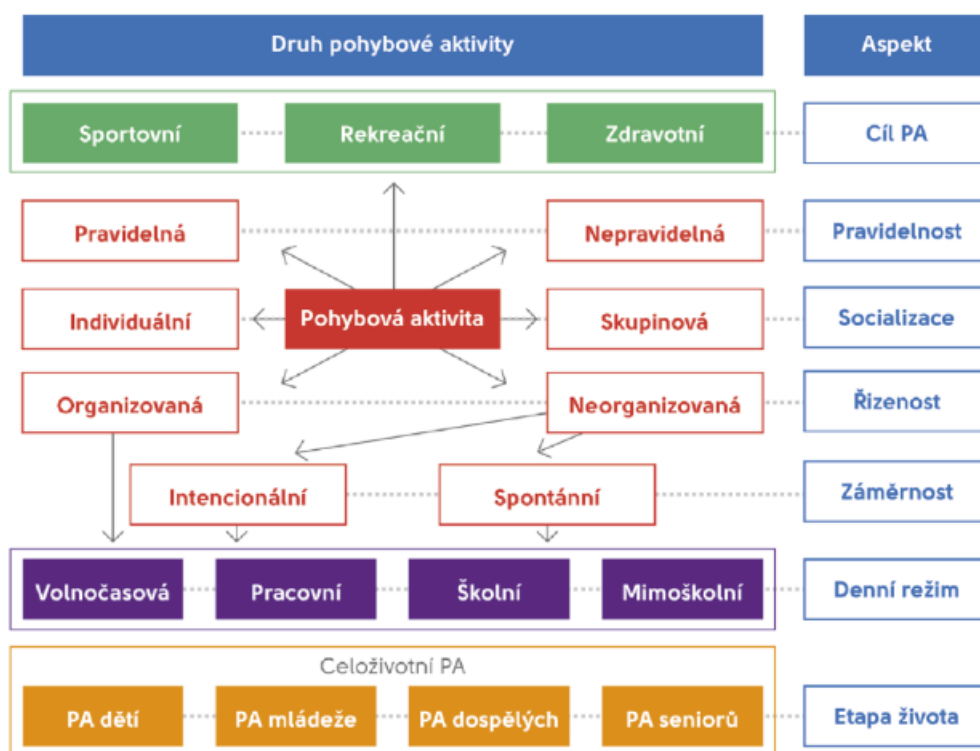 Druh pohybové aktivity
Aspekt
Sportovní
Rekreační
Zdravotní
Cíl PA
Pravidelná
Nepravidelná
Pravidelnost
Individuální
Pohybová aktivita
Skupinová
Socializace
Organizovaná
Neorganizovaná
Řizenost
Intencionální
Spontánní
Záměrnost
Volnočasová
Pracovní
Školní
Mimoškolní
Denní režim
Celoživotní PA
PA dětí
PA mládeže
PA dospělých
PA seniorů
Etapa života